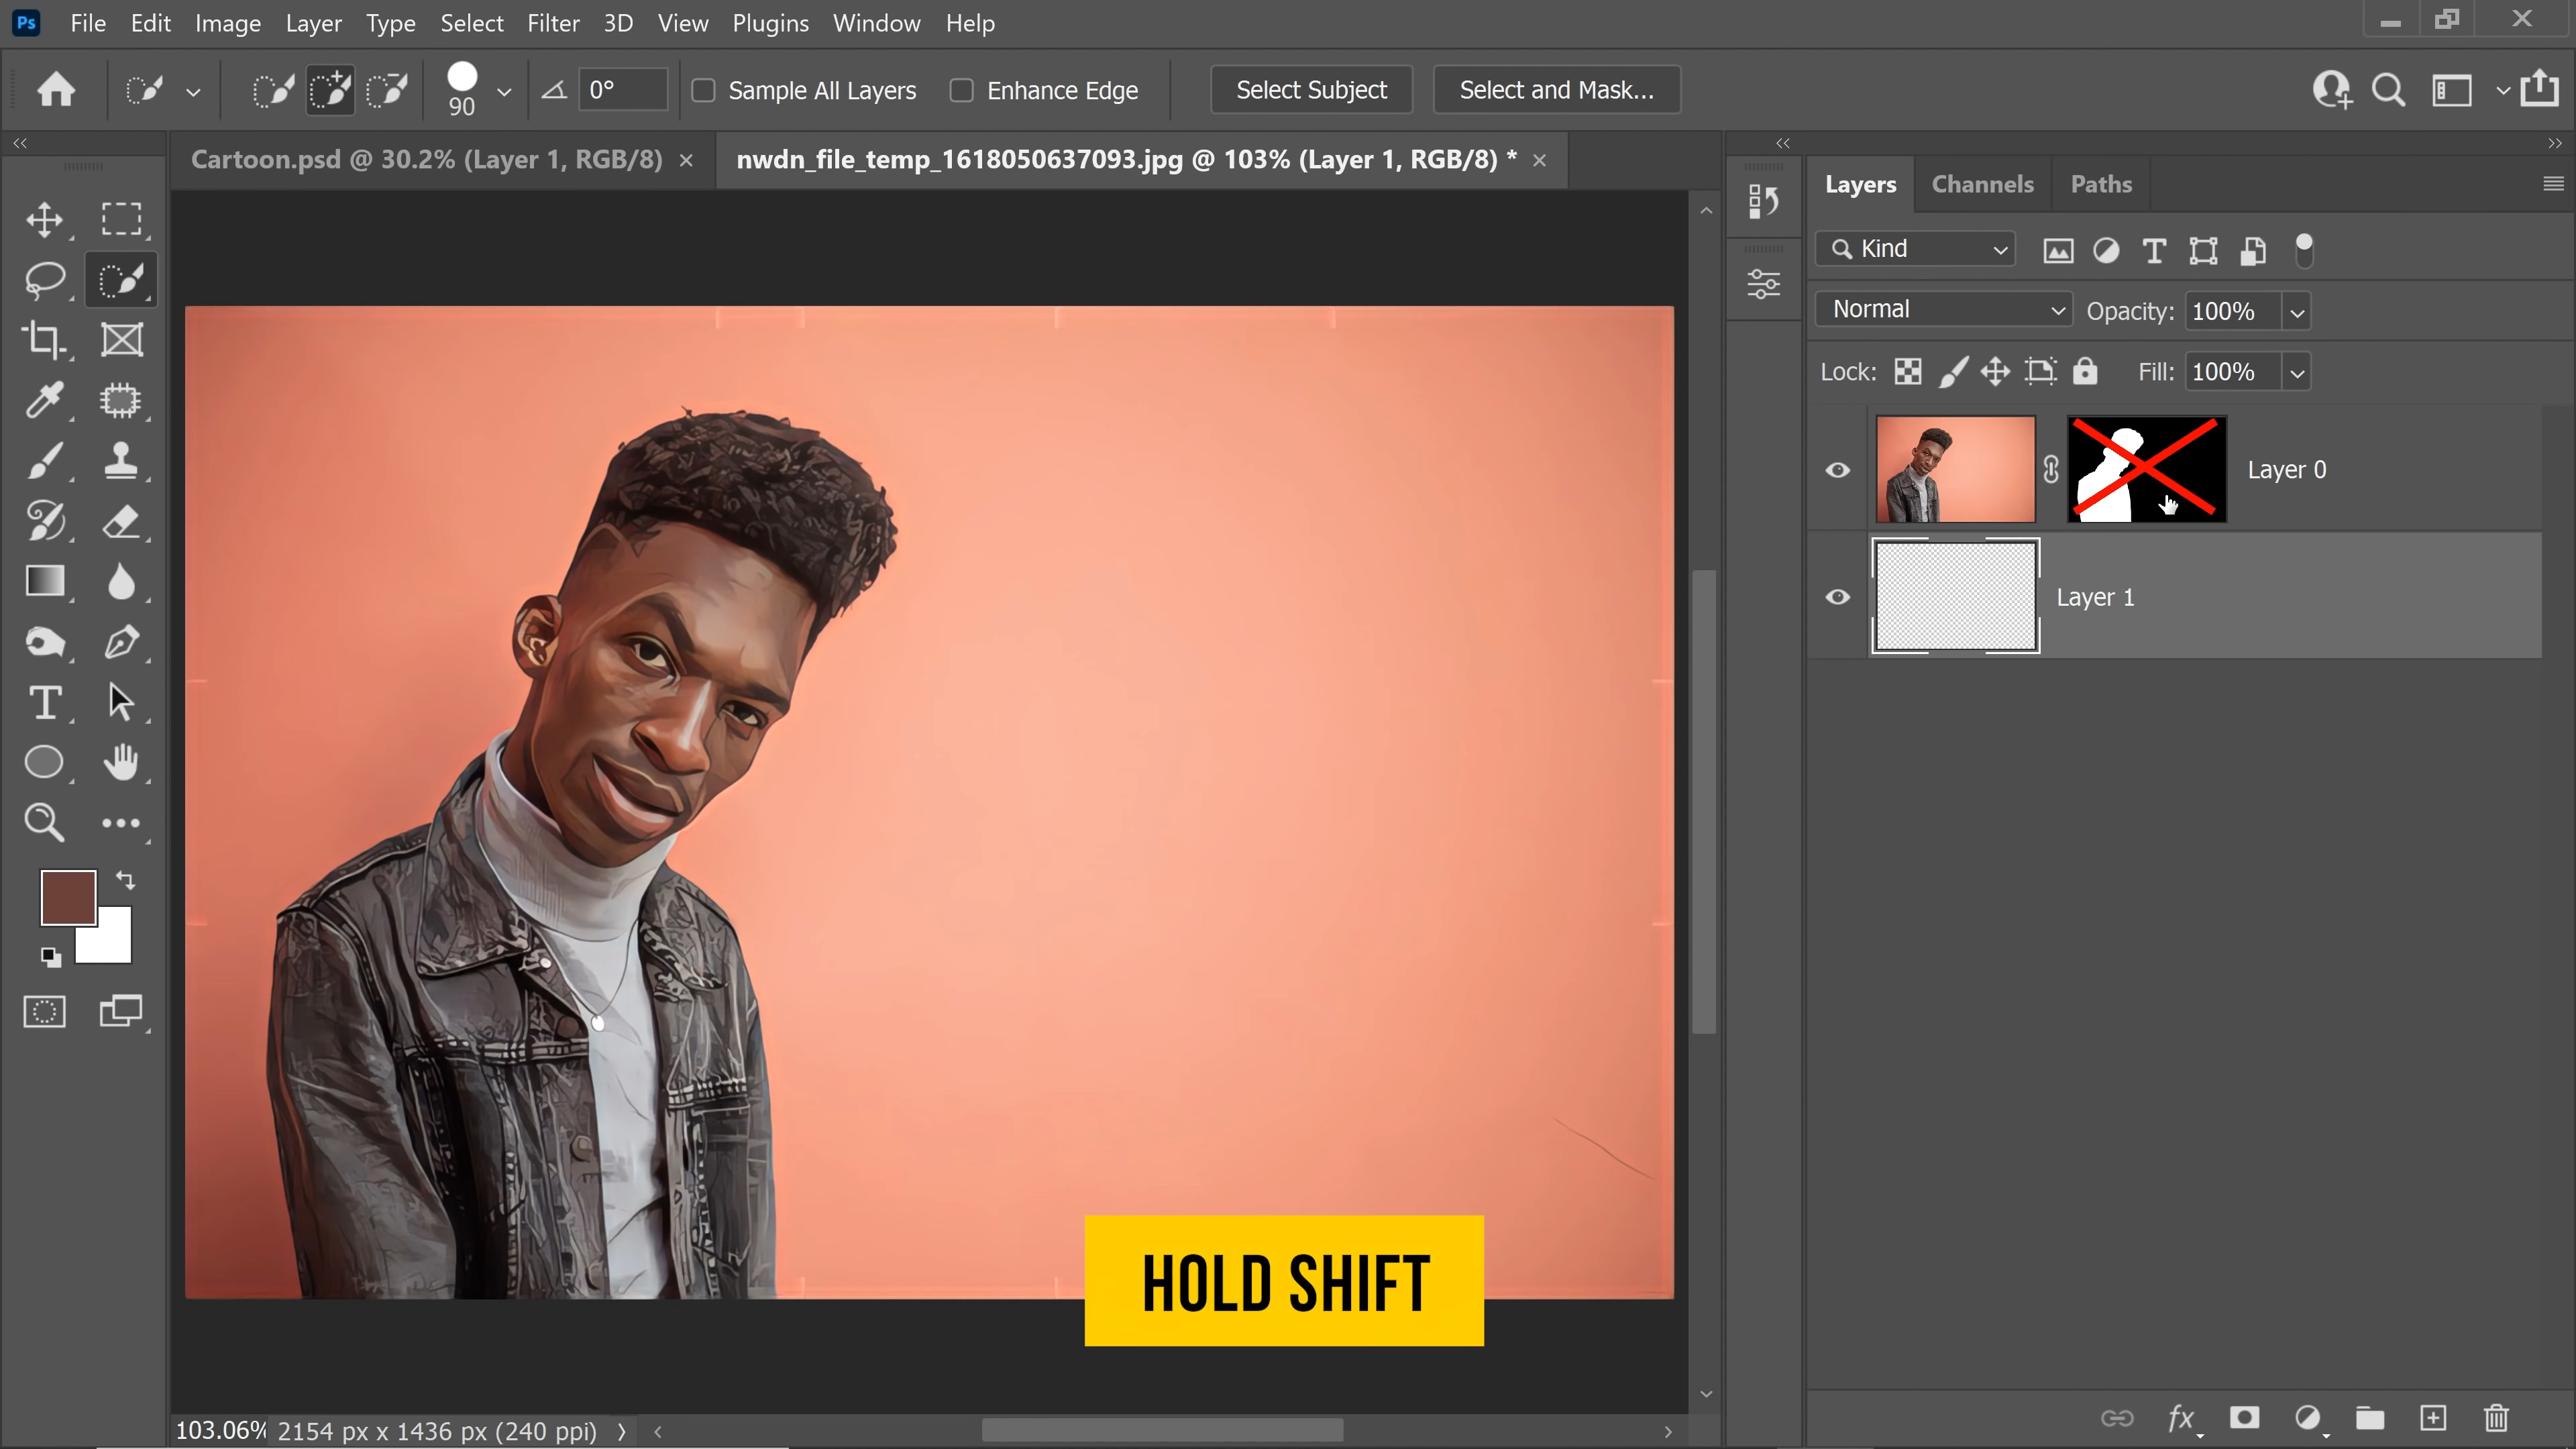 Ps File Edit Image Layer Type Select Filter 3D View Plugins Window Help
90 0° Sample All Layers Enhance Edge Select Subject Select and Mask...
Cartoon.psd @ 30.2% (Layer 1, RGB/8) × nwdn_file_temp_1618050637093.jpg @ 103% (Layer 1, RGB/8) * ×
Layers Channels Paths
Kind
Normal Opacity: 100%
Lock: Fill: 100%
Layer 0
Layer 1
HOLD SHIFT
103.06% 2154 px x 1436 px (240 ppi)
fx